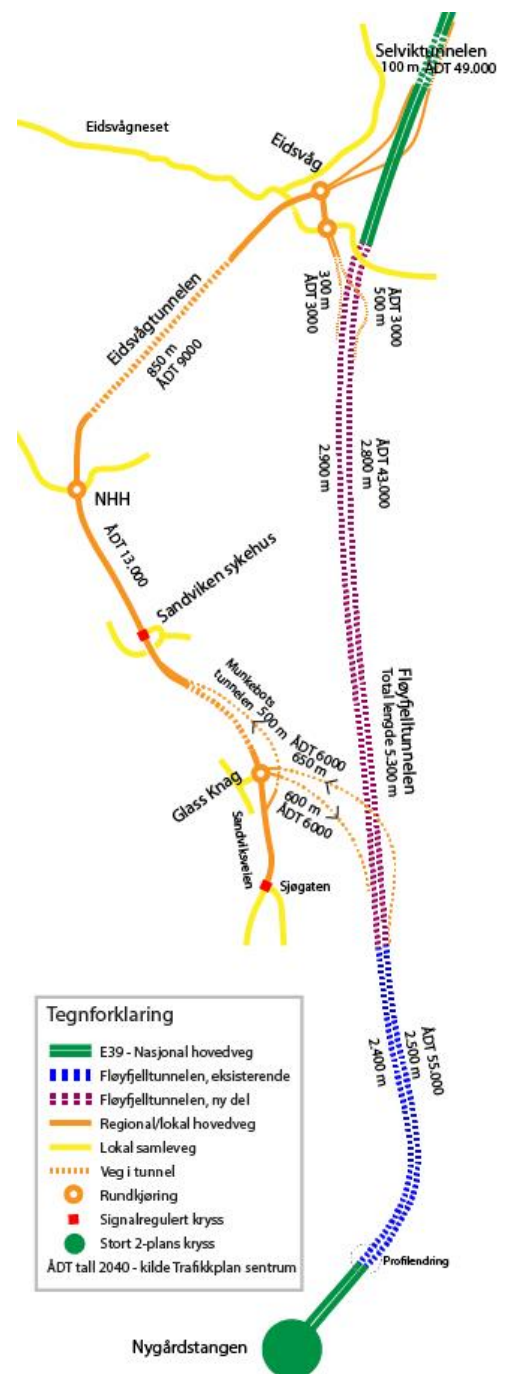 Selviktunnelen
100 m ÅDT 49.000
Eidsvågneset
Eidsvåg
300 m
ÅDT 3000
ÅDT 3000
500 m
Eidsvågtunnelen
850 m
ÅDT 9000
2.900 m
ÅDT 43.000
2.800 m
NHH
ÅDT 13.000
Sandviken sykehus
Munkebots
tunnelen 500 m
ÅDT 6000
650 m
Fløyfjelltunnelen
Total lengde 5.300 m
Glass Knag
600 m
ÅDT 6000
Sandviksveien
Sjøgaten
ÅDT 55.000
2.500 m
2.400 m
Tegnforklaring
E39 - Nasjonal hovedveg
Fløyfjelltunnelen, eksisterende
Fløyfjelltunnelen, ny del
Regional/lokal hovedveg
Lokal samleveg
Veg i tunnel
Rundkjøring
Signalregulert kryss
Stort 2-plans kryss
ÅDT tall 2040 - kilde Trafikkplan sentrum
Profilendring
Nygårdstangen